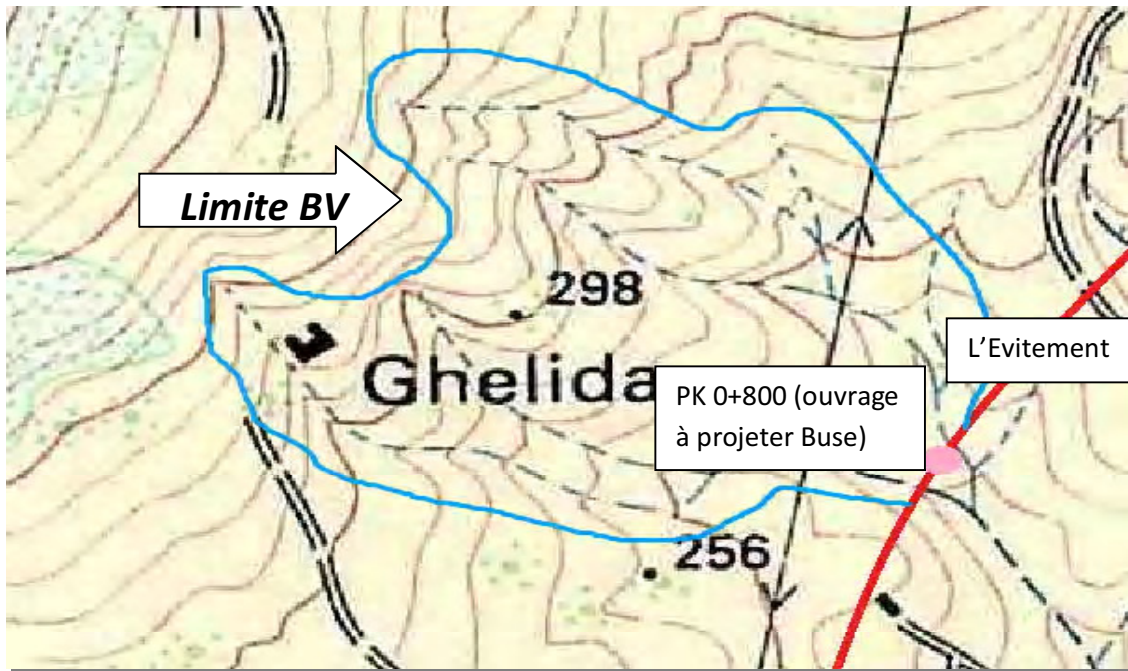 Limite BV
298
Ghelida
L'Evitement
PK 0+800 (ouvrage
à projeter Buse)
256